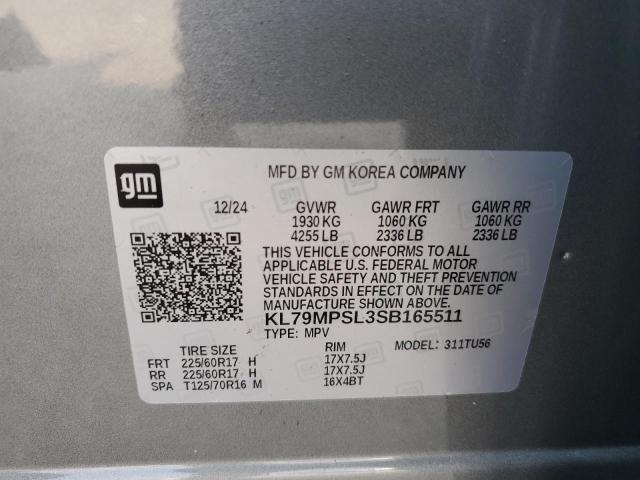 gm
MFD BY GM KOREA COMPANY
12/24 GVWR GAWR FRT GAWR RR
1930 KG 1060 KG 1060 KG
4255 LB 2336 LB 2336 LB
THIS VEHICLE CONFORMS TO ALL
APPLICABLE U.S. FEDERAL MOTOR
VEHICLE SAFETY AND THEFT PREVENTION
STANDARDS IN EFFECT ON THE DATE OF
MANUFACTURE SHOWN ABOVE.
KL79MPSL3SB165511
TYPE: MPV MODEL: 311TU56
TIRE SIZE RIM
FRT 225/60R17 H 17X7.5J
RR 225/60R17 H 17X7.5J
SPA T125/70R16 M 16X4BT